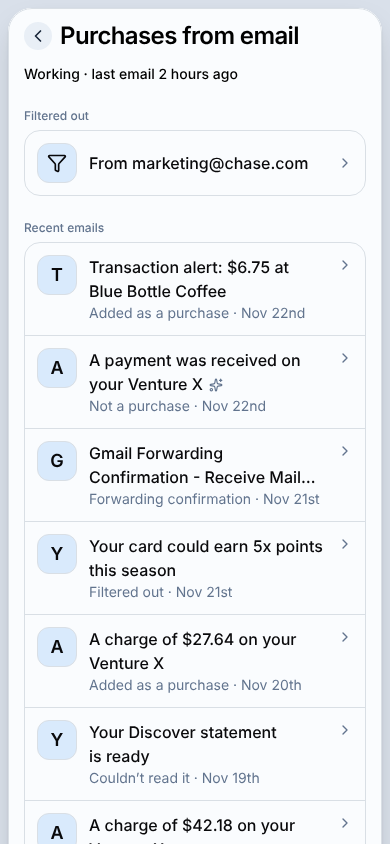 Purchases from email
Working · last email 2 hours ago
Filtered out
From marketing@chase.com
Recent emails
T
Transaction alert: $6.75 at
Blue Bottle Coffee
Added as a purchase · Nov 22nd
A
A payment was received on
your Venture X
Not a purchase · Nov 22nd
G
Gmail Forwarding
Confirmation - Receive Mail...
Forwarding confirmation · Nov 21st
Y
Your card could earn 5x points
this season
Filtered out · Nov 21st
A
A charge of $27.64 on your
Venture X
Added as a purchase · Nov 20th
Y
Your Discover statement
is ready
Couldn’t read it · Nov 19th
A
A charge of $42.18 on your